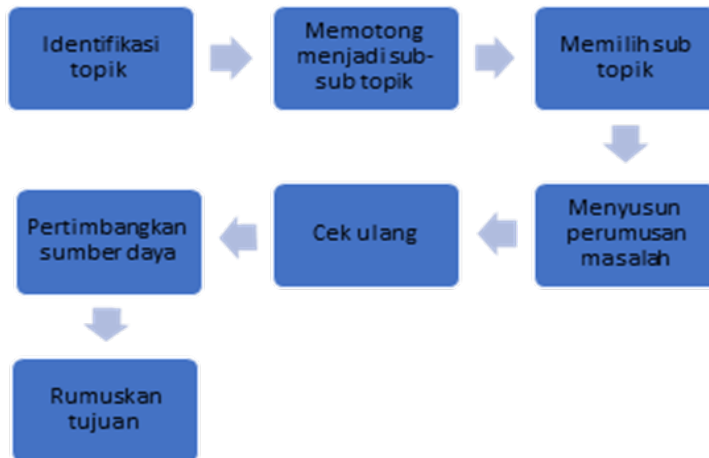 Identifikasi
topik
Memotong
menjadi sub-
sub topik
Memilih sub
topik
Menyusun
perumusan
masalah
Cek ulang
Pertimbangkan
sumber daya
Rumuskan
tujuan